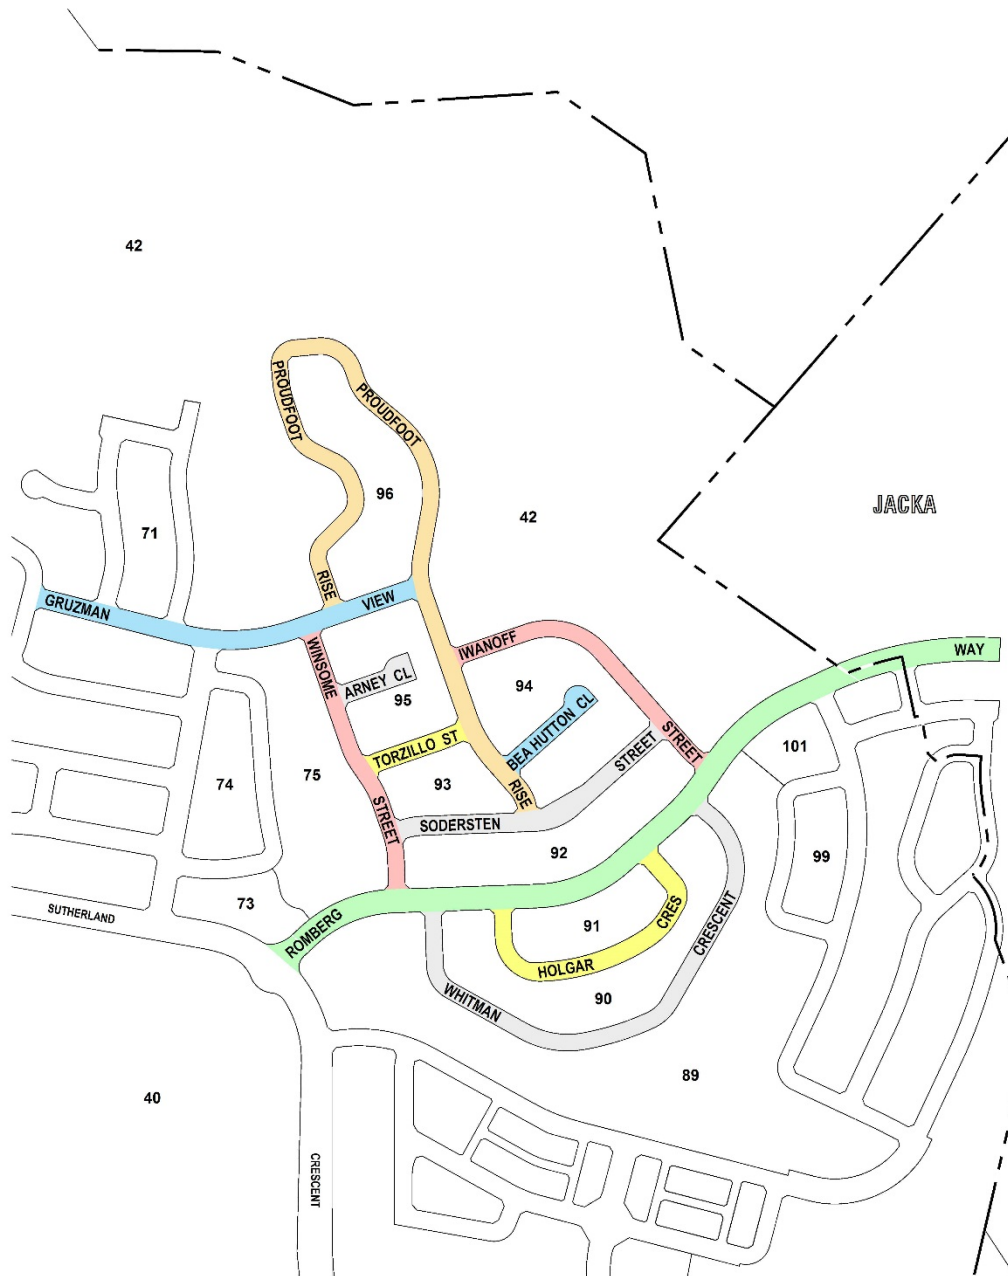 42
PROUDFOOT
PROUDFOOT
96
42
JACKA
71
RISE
GRUZMAN
VIEW
WINSOME
IWANOFF
WAY
ARNEY CL
94
95
BEA HUTTON CL
TORZILLO ST
STREET
STREET
101
75
74
93
RISE
STREET
SODERSTEN
92
99
73
SUTHERLAND
ROMBERG
91
CRES
CRESCENT
HOLGAR
WHITMAN
90
89
40
CRESCENT